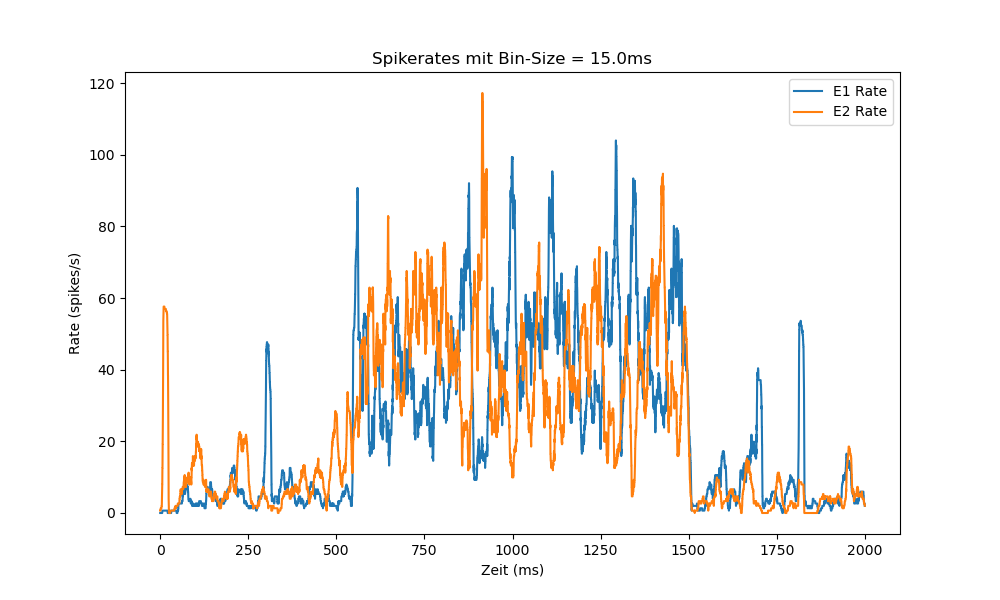 Spikerates mit Bin-Size = 15.0ms
E1 Rate
E2 Rate
Rate (spikes/s)
120
100
80
60
40
20
0
0 250 500 750 1000 1250 1500 1750 2000
Zeit (ms)